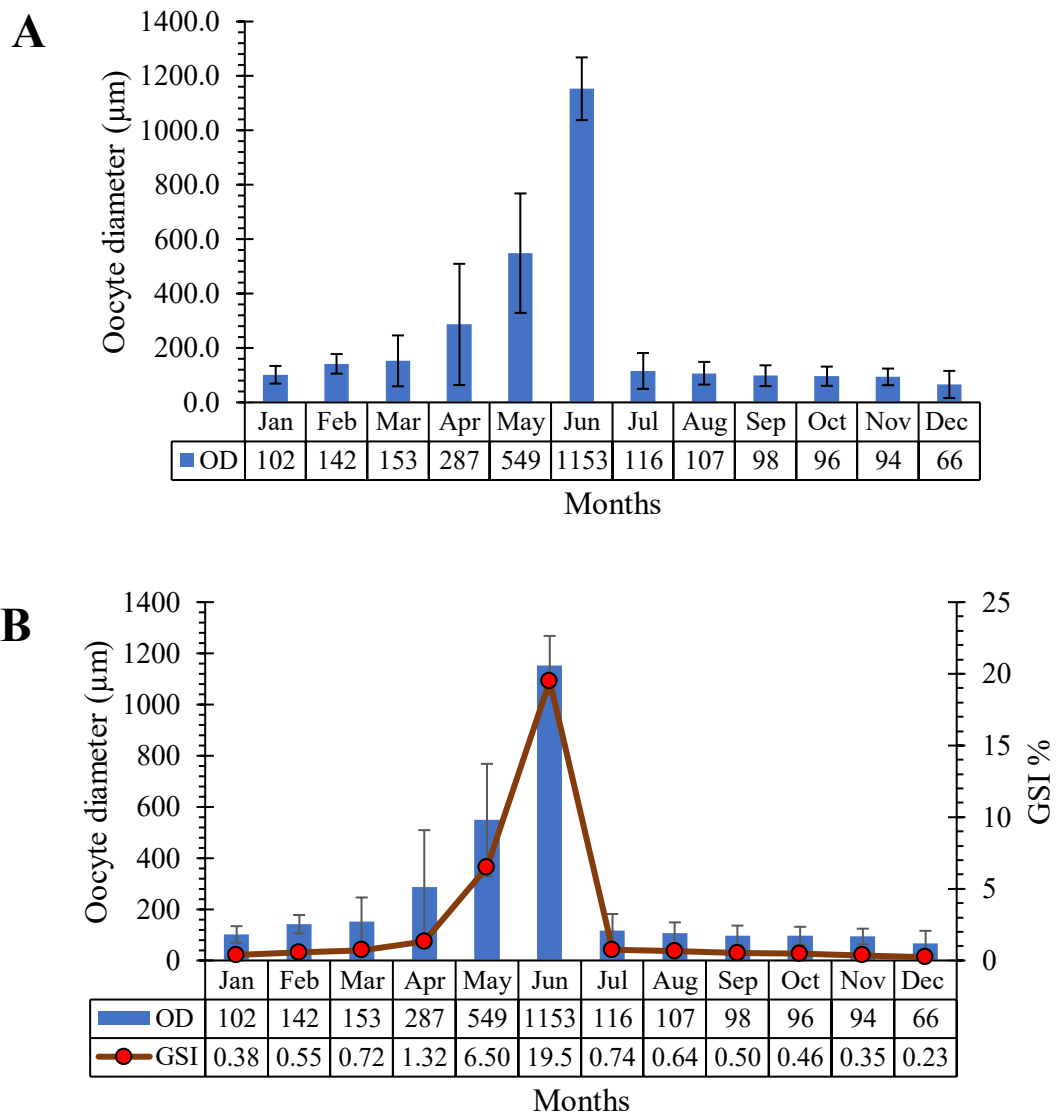 A
Oocyte diameter (µm)
1400.0
1200.0
1000.0
800.0
600.0
400.0
200.0
0.0
Jan Feb Mar Apr May Jun Jul Aug Sep Oct Nov Dec
OD 102 142 153 287 549 1153 116 107 98 96 94 66
Months
B
Oocyte diameter (µm)
1400
1200
1000
800
600
400
200
0
25
20
15
10
5
0
GSI %
Jan Feb Mar Apr May Jun Jul Aug Sep Oct Nov Dec
OD 102 142 153 287 549 1153 116 107 98 96 94 66
GSI 0.38 0.55 0.72 1.32 6.50 19.5 0.74 0.64 0.50 0.46 0.35 0.23
Months